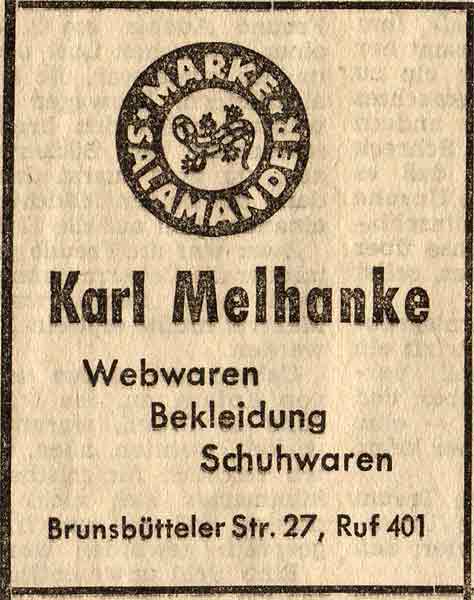 MARKE
SALAMANDER
Karl Melhanke
Webwaren
Bekleidung
Schuhwaren
Brunsbütteler Str. 27, Ruf 401